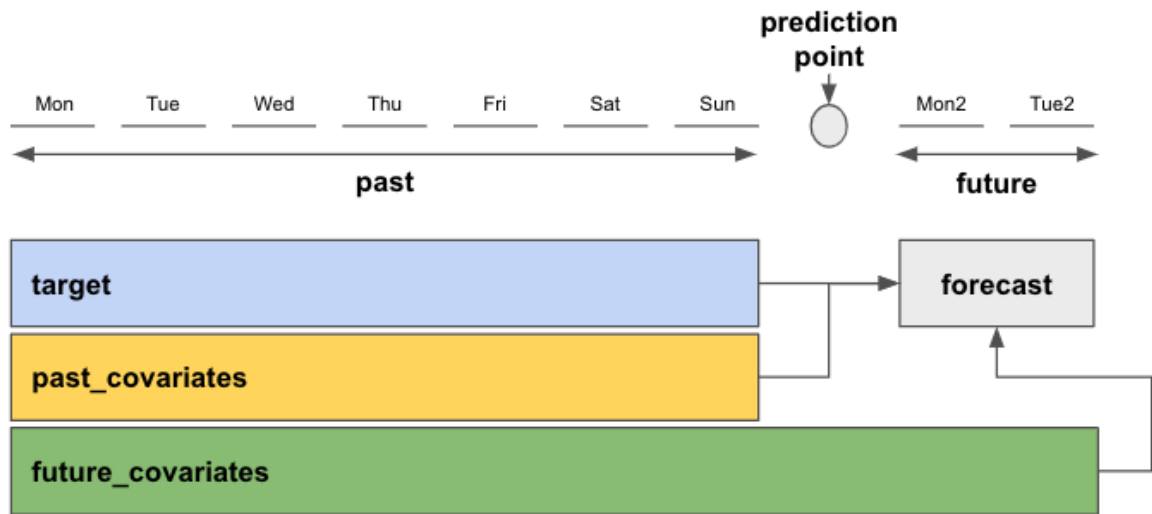 prediction
point
Mon Tue Wed Thu Fri Sat Sun Mon2 Tue2
past future
target forecast
past_covariates
future_covariates